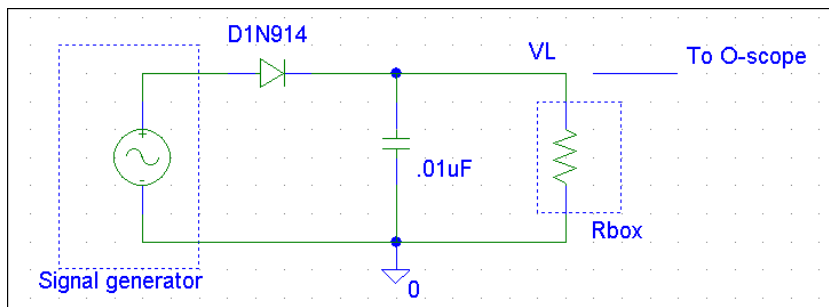 D1N914
VL
To O-scope
.01uF
Rbox
Signal generator
0